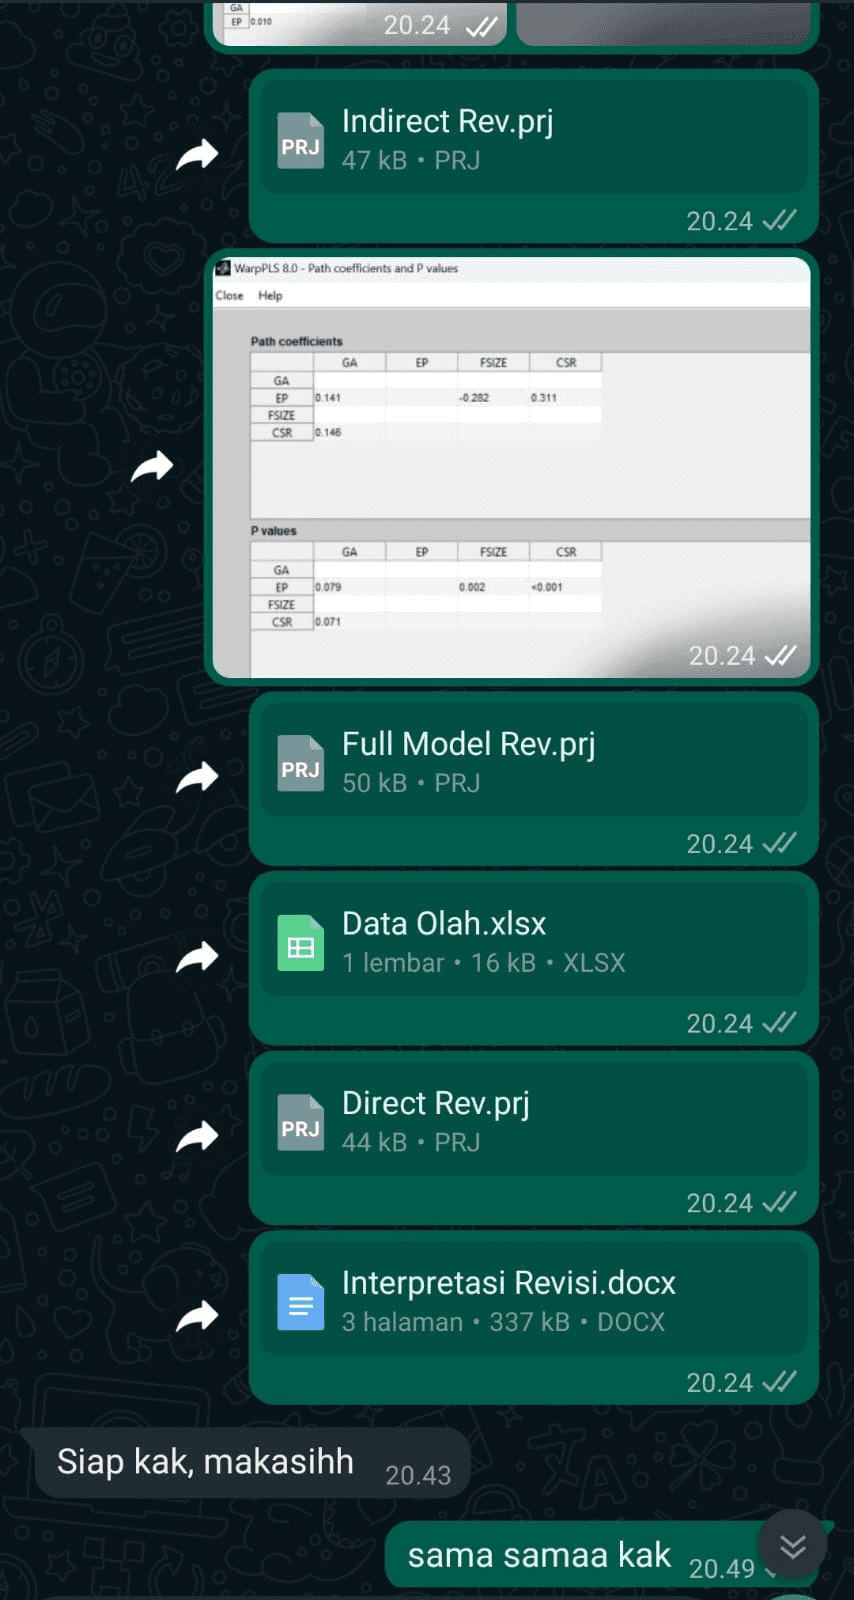 GA
EP 0.010
20.24
PRJ
Indirect Rev.prj
47 kB • PRJ
20.24
WarpPLS 8.0 - Path coefficients and P values
Close Help
Path coefficients
GA EP FSIZE CSR
GA
EP 0.141 -0.282 0.311
FSIZE
CSR 0.146
P values
GA EP FSIZE CSR
GA
EP 0.079 0.002 <0.001
FSIZE
CSR 0.071
20.24
PRJ
Full Model Rev.prj
50 kB • PRJ
20.24
Data Olah.xlsx
1 lembar • 16 kB • XLSX
20.24
PRJ
Direct Rev.prj
44 kB • PRJ
20.24
Interpretasi Revisi.docx
3 halaman • 337 kB • DOCX
20.24
Siap kak, makasihh 20.43
sama samaa kak 20.49